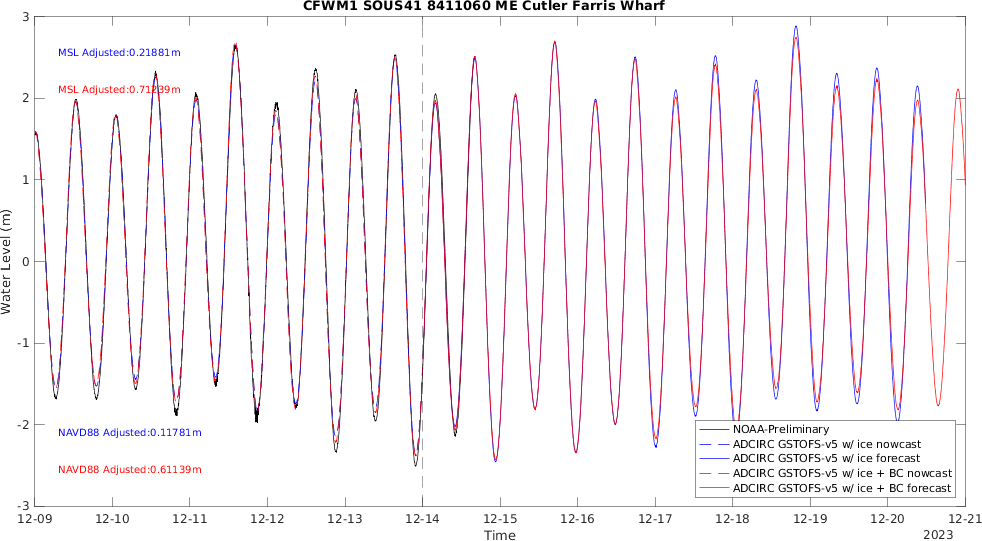 CFWM1 SOUS41 8411060 ME Cutler Farris Wharf
3
2
1
0
-1
-2
-3
Water Level (m)
MSL Adjusted:0.21881m
MSL Adjusted:0.71239m
NAVD88 Adjusted:0.11781m
NAVD88 Adjusted:0.61139m
NOAA-Preliminary
ADCIRC GSTOFS-v5 w/ ice nowcast
ADCIRC GSTOFS-v5 w/ ice forecast
ADCIRC GSTOFS-v5 w/ ice + BC nowcast
ADCIRC GSTOFS-v5 w/ ice + BC forecast
12-09 12-10 12-11 12-12 12-13 12-14 12-15 12-16 12-17 12-18 12-19 12-20 12-21
Time
2023